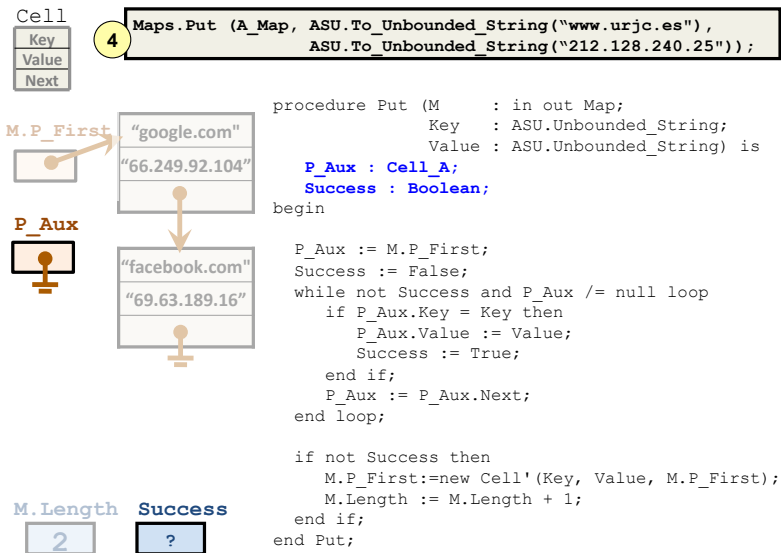 Cell
Key
Value
Next
4
Maps.Put (A_Map, ASU.To_Unbounded_String(“www.urjc.es"),
ASU.To_Unbounded_String(“212.128.240.25"));
M.P_First
“google.com"
“66.249.92.104”
P_Aux
“facebook.com"
“69.63.189.16”
procedure Put (M : in out Map;
Key : ASU.Unbounded_String;
Value : ASU.Unbounded_String) is
P_Aux : Cell_A;
Success : Boolean;
begin
P_Aux := M.P_First;
Success := False;
while not Success and P_Aux /= null loop
if P_Aux.Key = Key then
P_Aux.Value := Value;
Success := True;
end if;
P_Aux := P_Aux.Next;
end loop;
if not Success then
M.P_First:=new Cell'(Key, Value, M.P_First);
M.Length := M.Length + 1;
end if;
end Put;
M.Length Success
2 ?